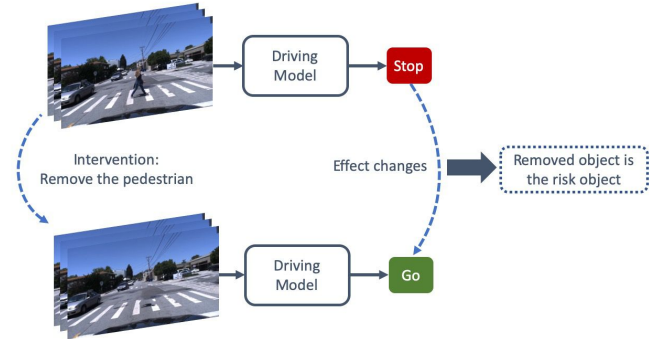 Driving
Model
Stop
Intervention:
Remove the pedestrian
Effect changes
Removed object is
the risk object
Driving
Model
Go